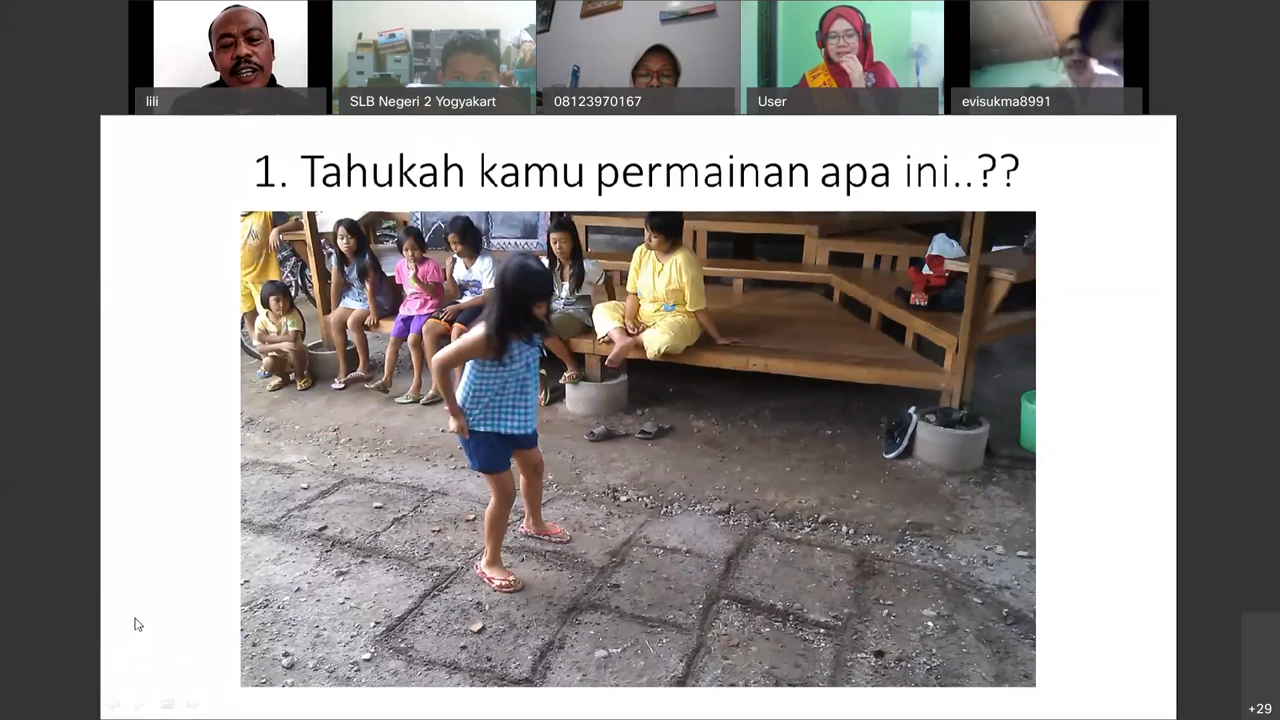 lili
SLB Negeri 2 Yogyakart
08123970167
User
evisukma8991
1. Tahukah kamu permainan apa ini..??
+29